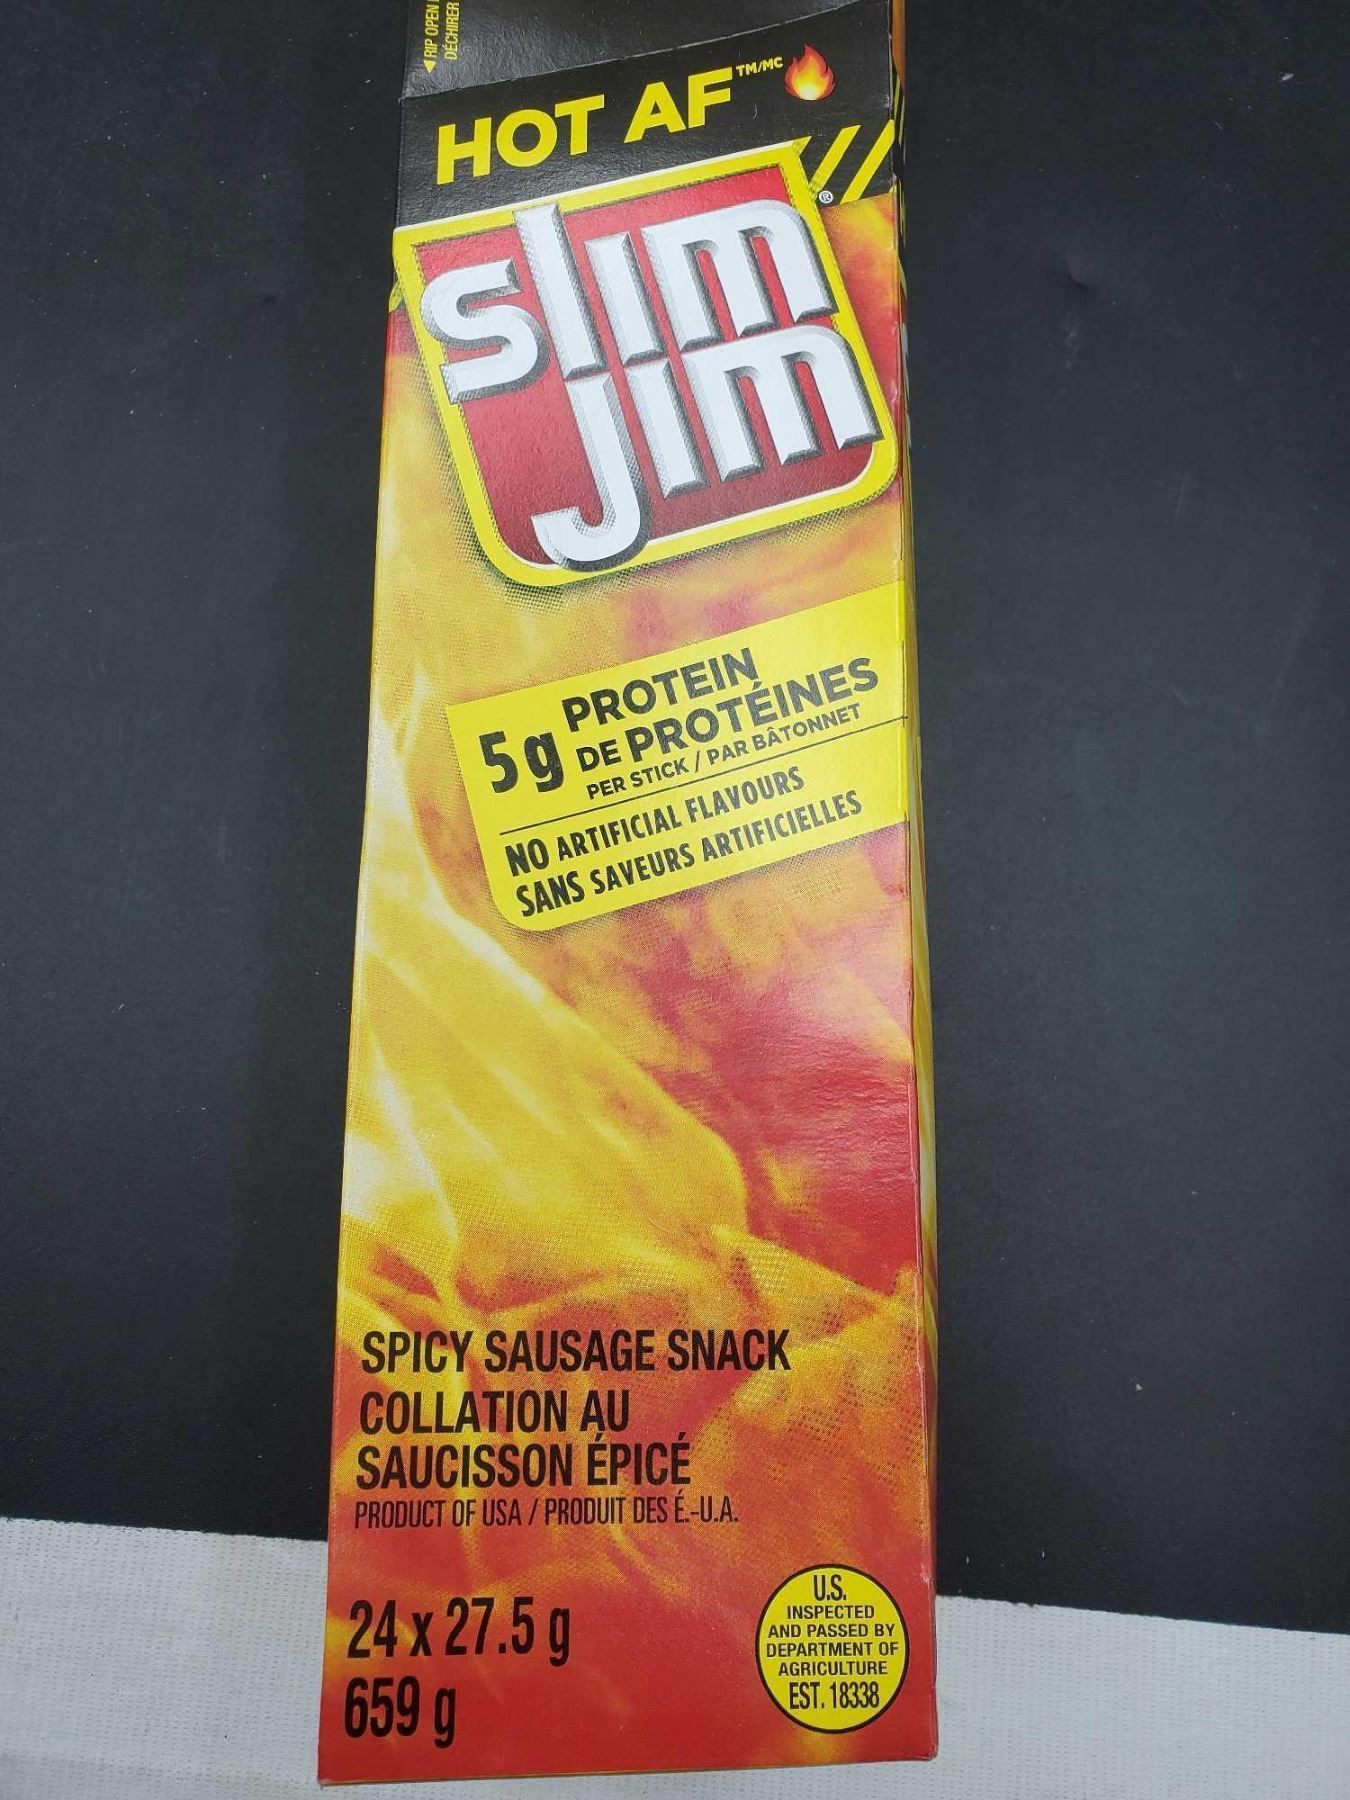 RIP OPEN
DÉCHIRER
HOT AF TM/MC
slim
jim ®
5g PROTEIN
DE PROTÉINES
PER STICK / PAR BÂTONNET
NO ARTIFICIAL FLAVOURS
SANS SAVEURS ARTIFICIELLES
SPICY SAUSAGE SNACK
COLLATION AU
SAUCISSON ÉPICÉ
PRODUCT OF USA / PRODUIT DES É.-U.A.
24 x 27.5 g
659 g
U.S.
INSPECTED
AND PASSED BY
DEPARTMENT OF
AGRICULTURE
EST. 18338